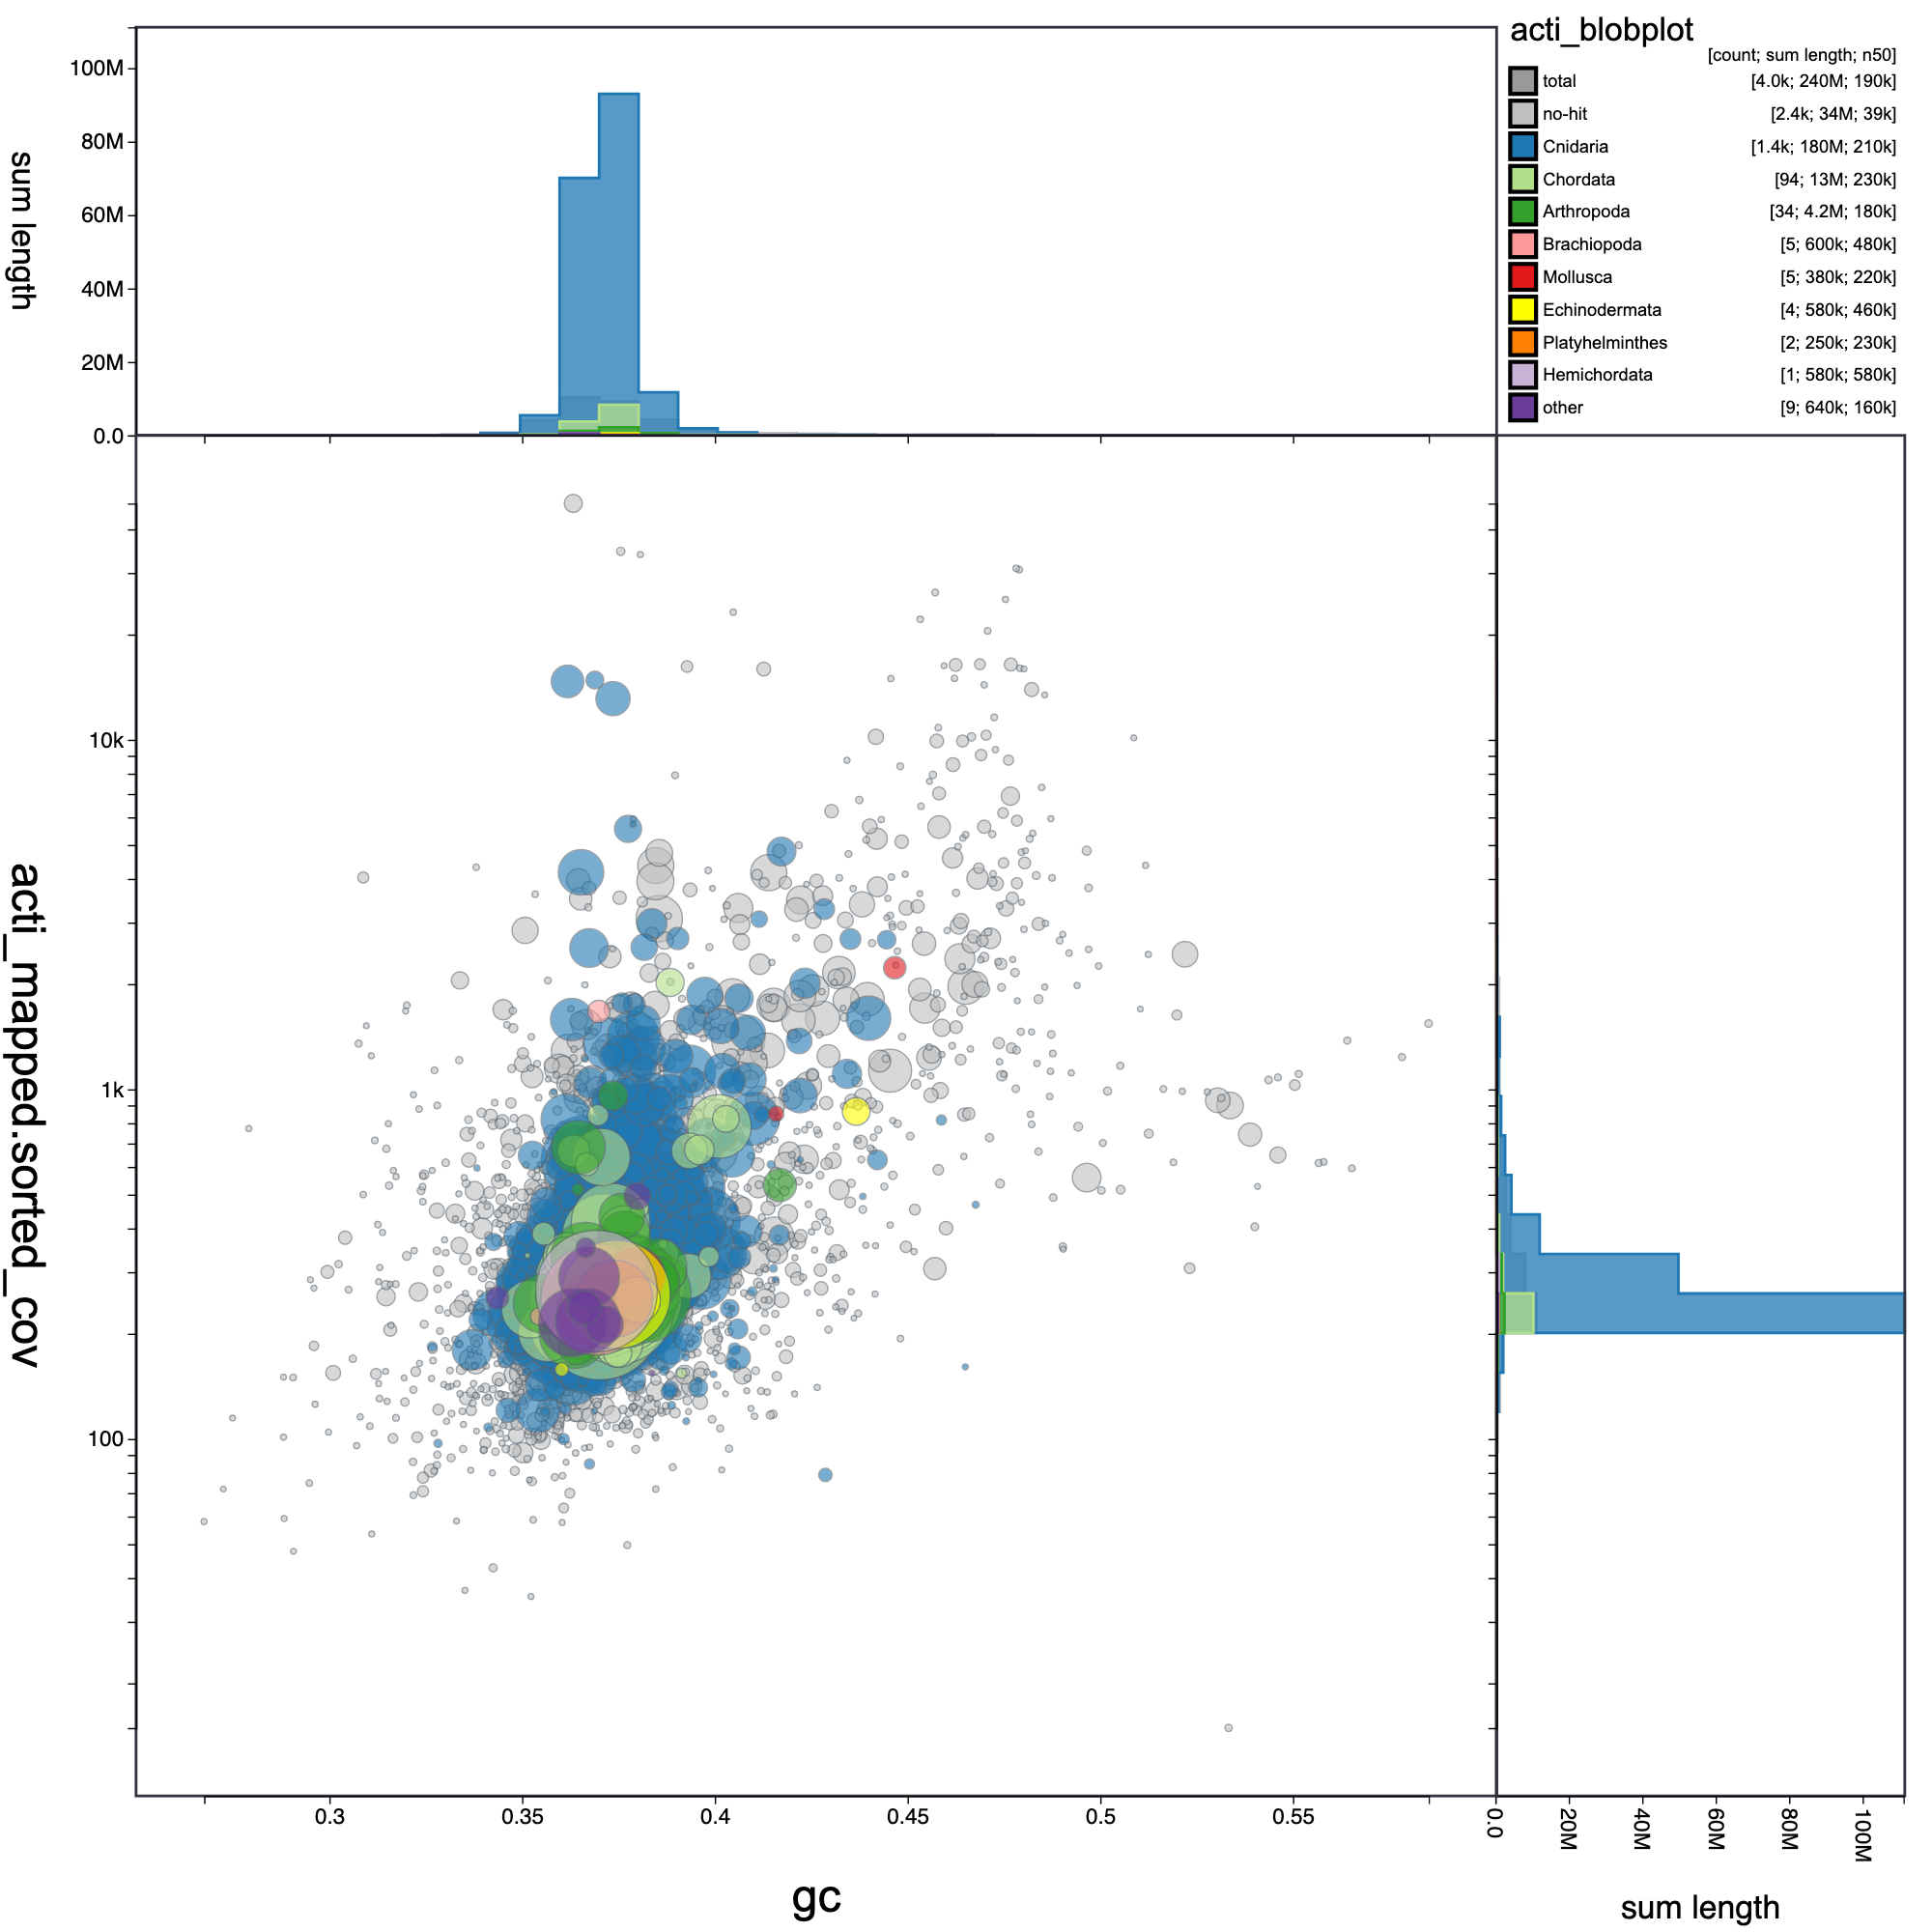 acti_blobplot
[count; sum length; n50]
total [4.0k; 240M; 190k]
no-hit [2.4k; 34M; 39k]
Cnidaria [1.4k; 180M; 210k]
Chordata [94; 13M; 230k]
Arthropoda [34; 4.2M; 180k]
Brachiopoda [5; 600k; 480k]
Mollusca [5; 380k; 220k]
Echinodermata [4; 580k; 460k]
Platyhelminthes [2; 250k; 230k]
Hemichordata [1; 580k; 580k]
other [9; 640k; 160k]
sum length
100M
80M
60M
40M
20M
0.0
acti_mapped.sorted_cov
10k
1k
100
0.3 0.35 0.4 0.45 0.5 0.55
gc
0.0 20M 40M 60M 80M 100M
sum length